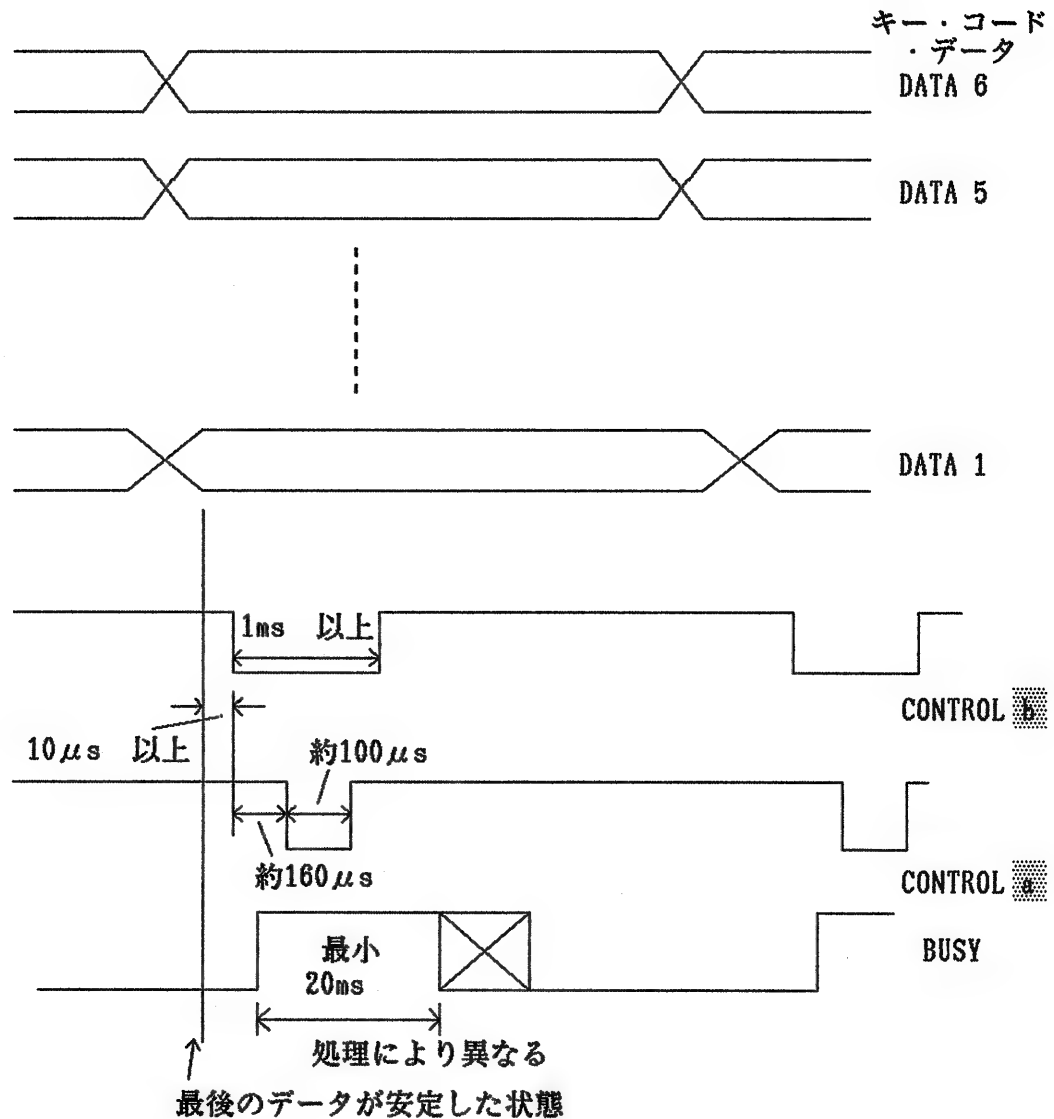 キー・コード
・データ
DATA 6
DATA 5
DATA 1
1ms 以上
CONTROL b
10μs 以上
約100μs
約160μs
CONTROL a
BUSY
最小
20ms
処理により異なる
最後のデータが安定した状態